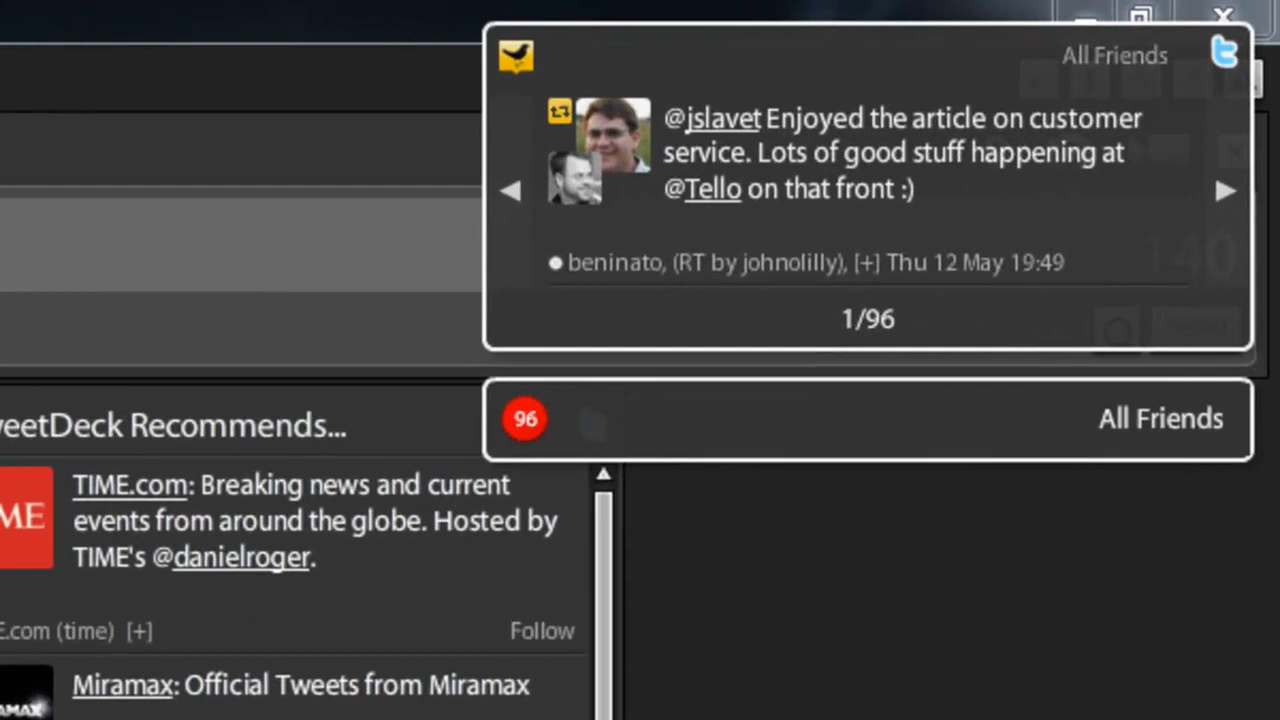 All Friends
@jslavet Enjoyed the article on customer
service. Lots of good stuff happening at
@Tello on that front :)
beninato, (RT by johnolilly), [+] Thu 12 May 19:49
140
1/96
96
All Friends
eetDeck Recommends...
TIME.com: Breaking news and current
events from around the globe. Hosted by
TIME's @danielroger.
ME
E.com (time) [+]
Follow
Miramax: Official Tweets from Miramax
AMAX